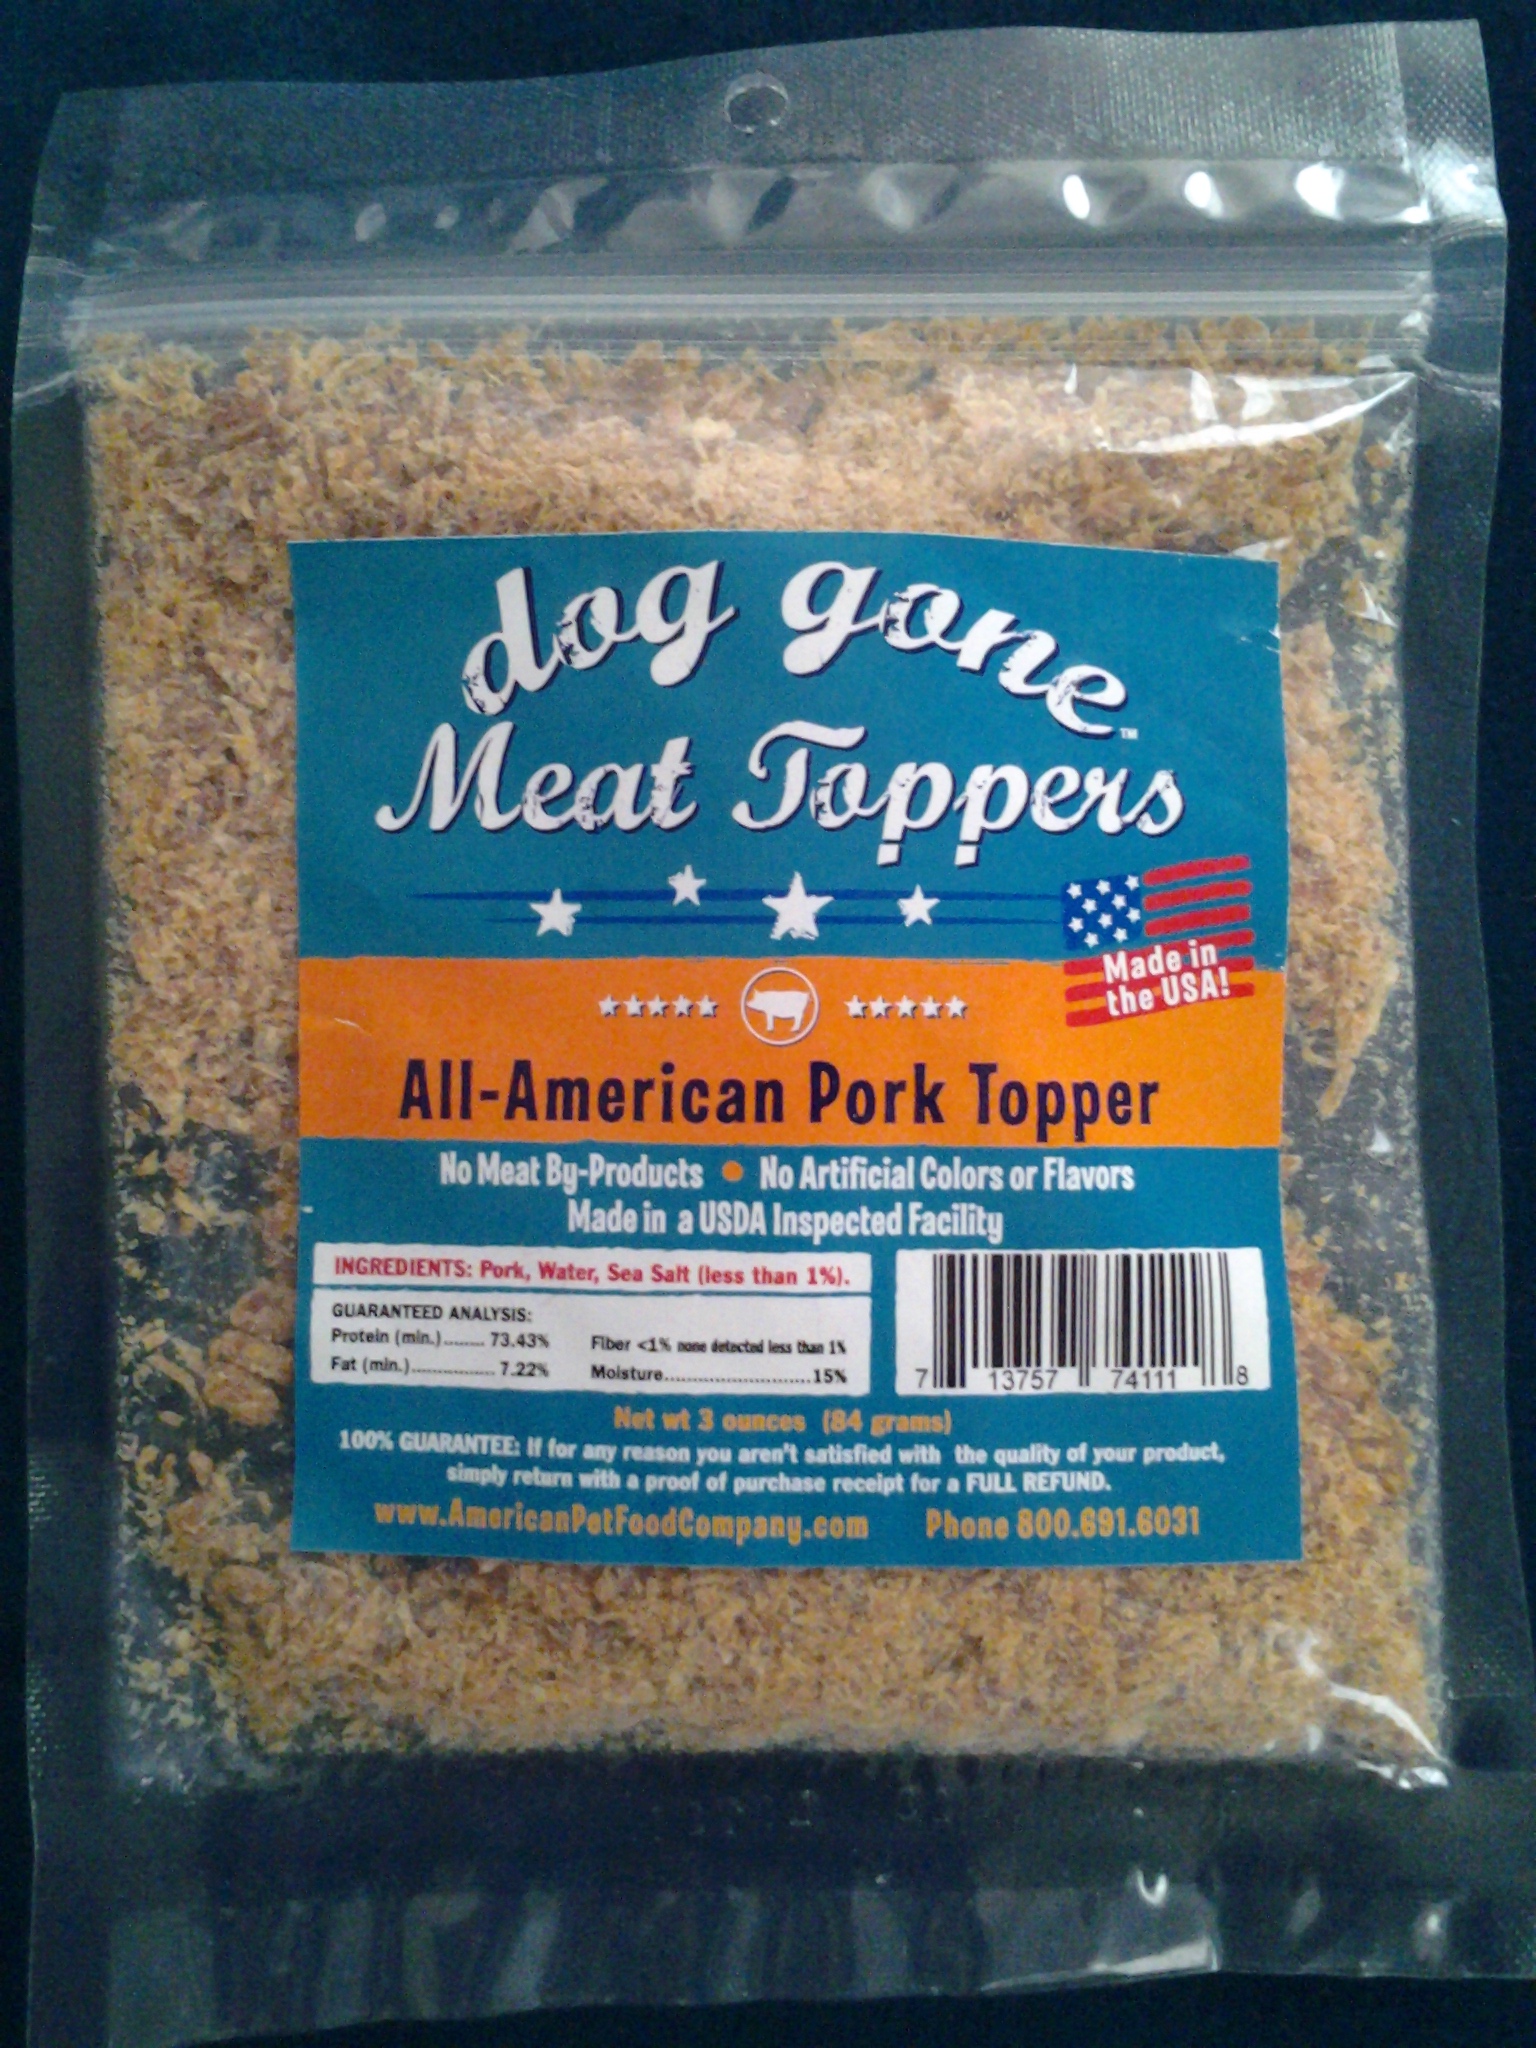 dog gone™
Meat Toppers
Made in
the USA!
All-American Pork Topper
No Meat By-Products • No Artificial Colors or Flavors
Made in a USDA Inspected Facility
INGREDIENTS: Pork, Water, Sea Salt (less than 1%).
GUARANTEED ANALYSIS:
Protein (min.)........ 73.43% Fiber <1% none detected less than 1%
Fat (min.)................ 7.22% Moisture...........................15%
7 13757 74111 8
Net wt 3 ounces (84 grams)
100% GUARANTEE: If for any reason you aren't satisfied with the quality of your product,
simply return with a proof of purchase receipt for a FULL REFUND.
www.AmericanPetFoodCompany.com Phone 800.691.6031